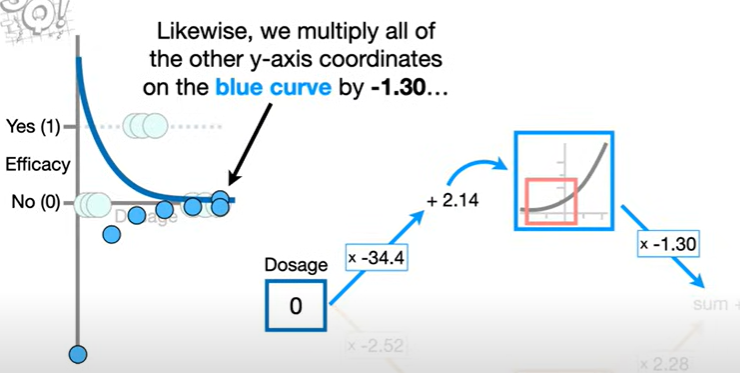 Likewise, we multiply all of
the other y-axis coordinates
on the blue curve by -1.30…
Yes (1)
Efficacy
No (0)
Dosage
+ 2.14
x -34.4
x -1.30
Dosage
0
sum +
x -2.52
x 2.28